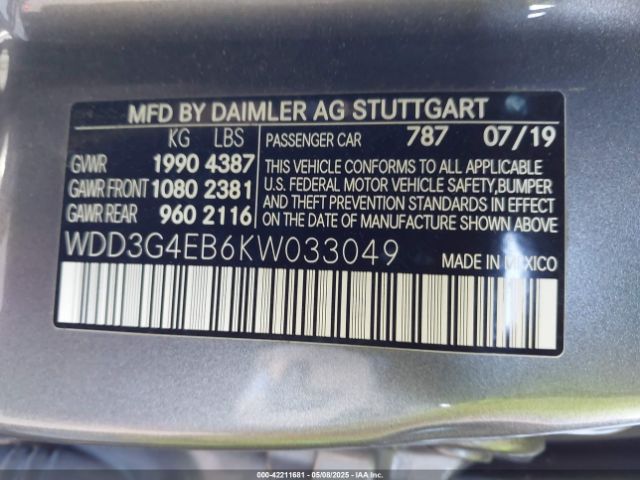 MFD BY DAIMLER AG STUTTGART
KG LBS
GVWR 1990 4387
GAWR FRONT 1080 2381
GAWR REAR 960 2116
PASSENGER CAR 787 07/19
THIS VEHICLE CONFORMS TO ALL APPLICABLE
U.S. FEDERAL MOTOR VEHICLE SAFETY,BUMPER
AND THEFT PREVENTION STANDARDS IN EFFECT
ON THE DATE OF MANUFACTURE SHOWN ABOVE
WDD3G4EB6KW033049
MADE IN MEXICO
000-42211681 - 05/08/2025 - IAAI.COM